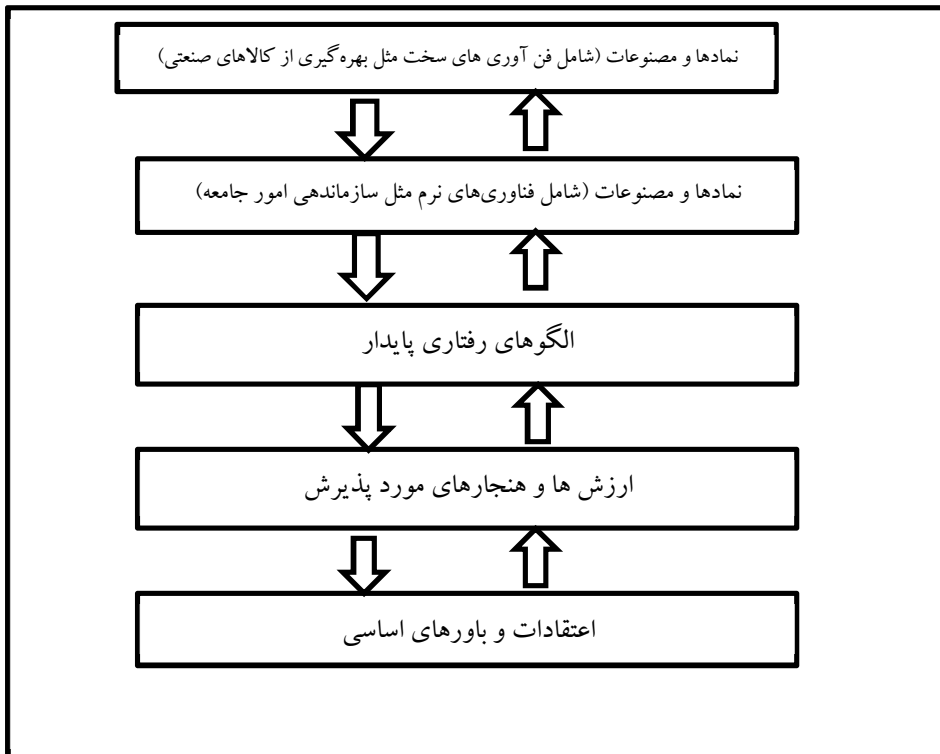 نمادها و مصنوعات (شامل فن آوری های سخت مثل بهره‌گیری از کالاهای صنعتی)
نمادها و مصنوعات (شامل فناوری‌های نرم مثل سازماندهی امور جامعه)
الگوهای رفتاری پایدار
ارزش ها و هنجارهای مورد پذیرش
اعتقادات و باورهای اساسی